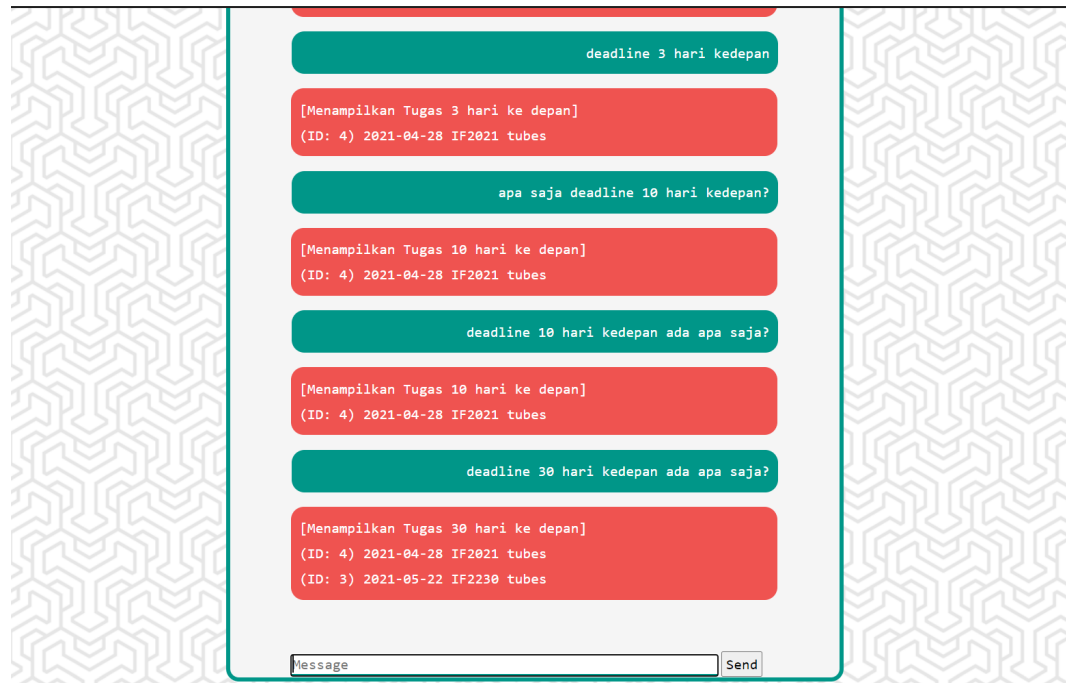 deadline 3 hari kedepan
[Menampilkan Tugas 3 hari ke depan]
(ID: 4) 2021-04-28 IF2021 tubes
apa saja deadline 10 hari kedepan?
[Menampilkan Tugas 10 hari ke depan]
(ID: 4) 2021-04-28 IF2021 tubes
deadline 10 hari kedepan ada apa saja?
[Menampilkan Tugas 10 hari ke depan]
(ID: 4) 2021-04-28 IF2021 tubes
deadline 30 hari kedepan ada apa saja?
[Menampilkan Tugas 30 hari ke depan]
(ID: 4) 2021-04-28 IF2021 tubes
(ID: 3) 2021-05-22 IF2230 tubes
Message Send